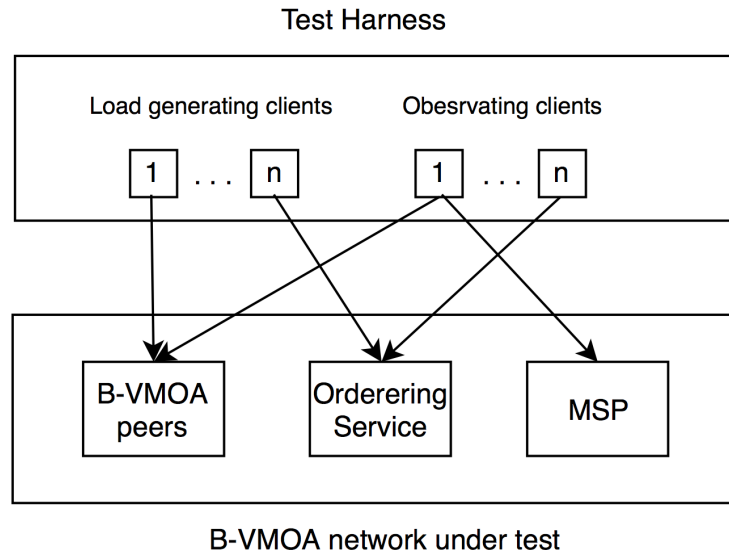 Test Harness
Load generating clients
Obesrvating clients
1 . . . n
1 . . . n
B-VMOA
peers
Orderering
Service
MSP
B-VMOA network under test